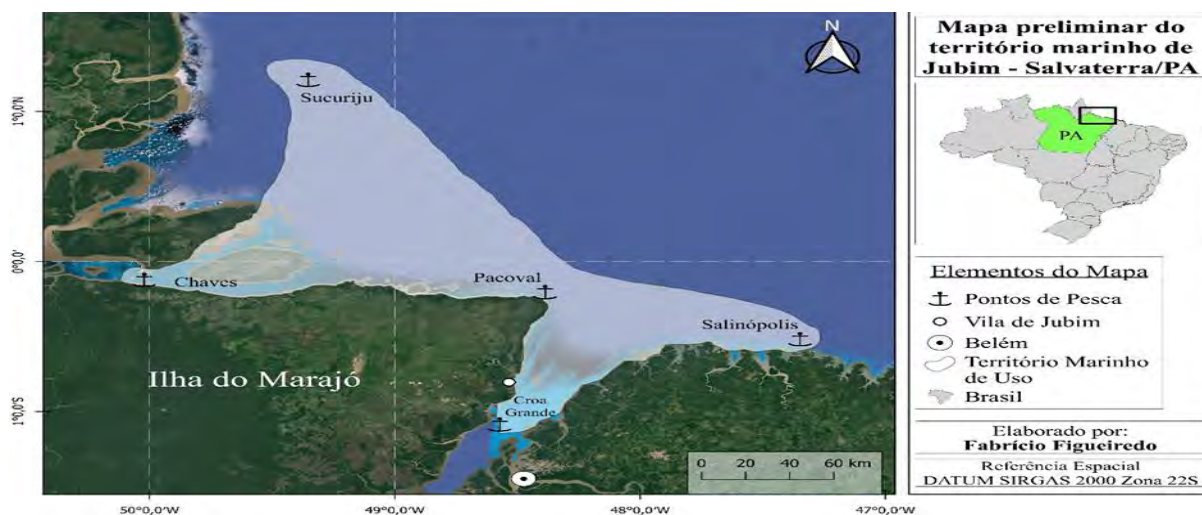 N
Sucuriju
Chaves
Pacoval
Salinópolis
Ilha do Marajó
Croa
Grande
0 20 40 60 km
1°0,0'N
0°0,0'
1°0,0'S
50°0,0'W
49°0,0'W
48°0,0'W
47°0,0'W
Mapa preliminar do
território marinho de
Jubim - Salvaterra/PA
PA
Elementos do Mapa
Pontos de Pesca
Vila de Jubim
Belém
Território Marinho
de Uso
Brasil
Elaborado por:
Fabrício Figueiredo
Referência Espacial
DATUM SIRGAS 2000 Zona 22S